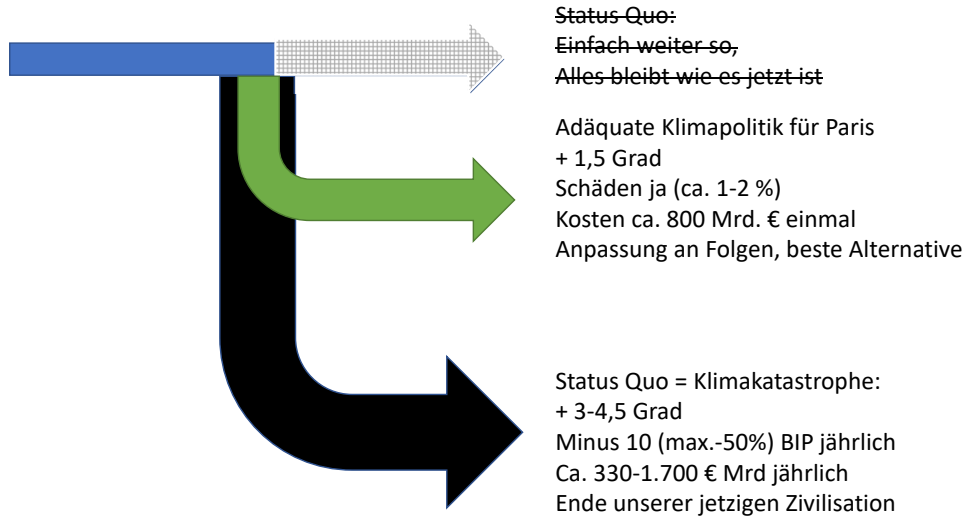 Status Quo:
Einfach weiter so,
Alles bleibt wie es jetzt ist
Adäquate Klimapolitik für Paris
+ 1,5 Grad
Schäden ja (ca. 1-2 %)
Kosten ca. 800 Mrd. € einmal
Anpassung an Folgen, beste Alternative
Status Quo = Klimakatastrophe:
+ 3-4,5 Grad
Minus 10 (max.-50%) BIP jährlich
Ca. 330-1.700 € Mrd jährlich
Ende unserer jetzigen Zivilisation